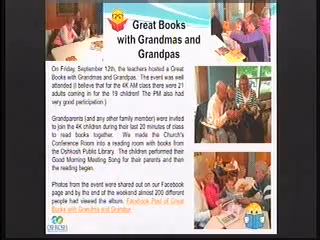 Great Books
with Grandmas and
Grandpas
On Friday, September 12th, the teachers hosted a Great
Books with Grandmas and Grandpas. The event was well
attended (I believe that for the 4K AM class there were 21
adults coming in for the 19 children! The PM also had
very good participation.)
Grandparents (and any other family member) were invited
to join the 4K children during their last 20 minutes of class
to read books together. We made the Church's
Conference Room into a reading room with books from
the Oshkosh Public Library. The children performed their
Good Morning Meeting Song for their parents and then
the reading began.
Photos from the event were shared out on our Facebook
page and by the end of the weekend almost 200 different
people had viewed the album. Facebook Post of Great
Books with Grandma and Grandpa